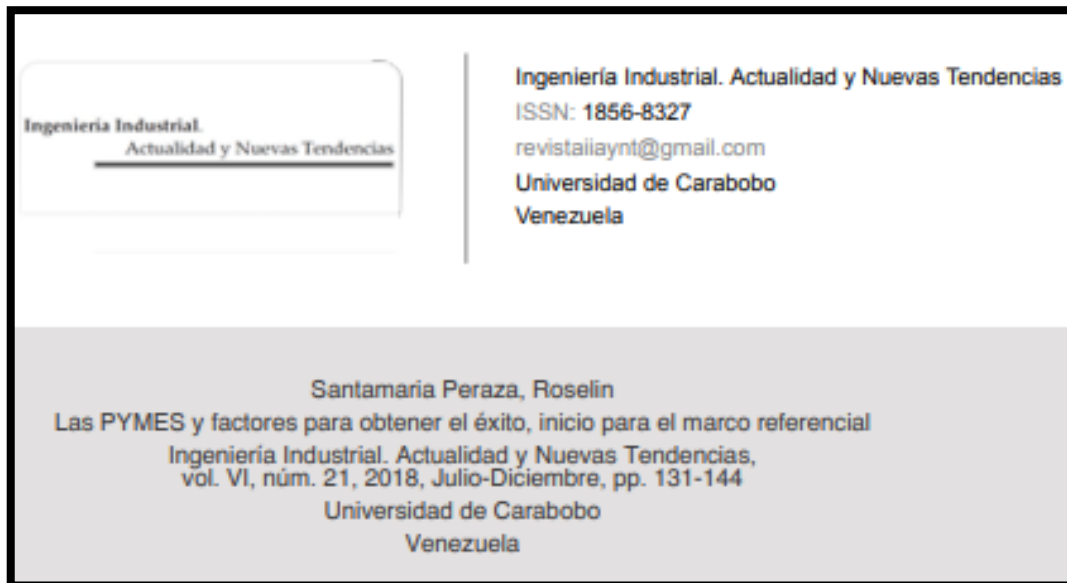 Ingeniería Industrial.
Actualidad y Nuevas Tendencias
Ingeniería Industrial. Actualidad y Nuevas Tendencias
ISSN: 1856-8327
revistaiiaynt@gmail.com
Universidad de Carabobo
Venezuela
Santamaria Peraza, Roselin
Las PYMES y factores para obtener el éxito, inicio para el marco referencial
Ingeniería Industrial. Actualidad y Nuevas Tendencias,
vol. VI, núm. 21, 2018, Julio-Diciembre, pp. 131-144
Universidad de Carabobo
Venezuela